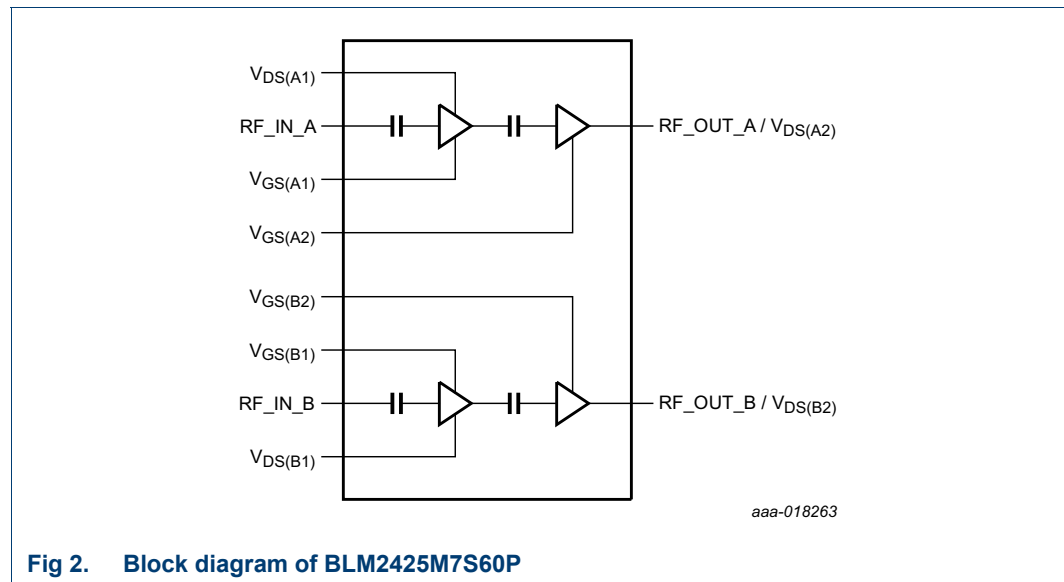 VDS(A1)
RF_IN_A
RF_OUT_A / VDS(A2)
VGS(A1)
VGS(A2)
VGS(B2)
VGS(B1)
RF_IN_B
RF_OUT_B / VDS(B2)
VDS(B1)
aaa-018263
Fig 2. Block diagram of BLM2425M7S60P